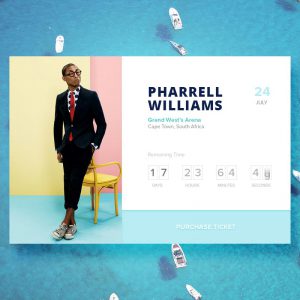 PHARRELL
WILLIAMS
24
JULY
Grand West's Arena
Cape Town, South Africa
Remaining Time:
17 23 64
DAYS HOURS MINUTES SECONDS
PURCHASE TICKET